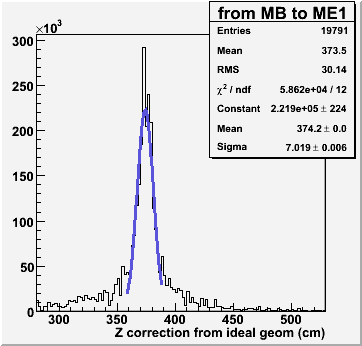 from MB to ME1
Entries 19791
Mean 373.5
RMS 30.14
χ² / ndf 5.862e+04 / 12
Constant 2.219e+05 ± 224
Mean 374.2 ± 0.0
Sigma 7.019 ± 0.006
×10³
300
250
200
150
100
50
0
300 350 400 450 500
Z correction from ideal geom (cm)